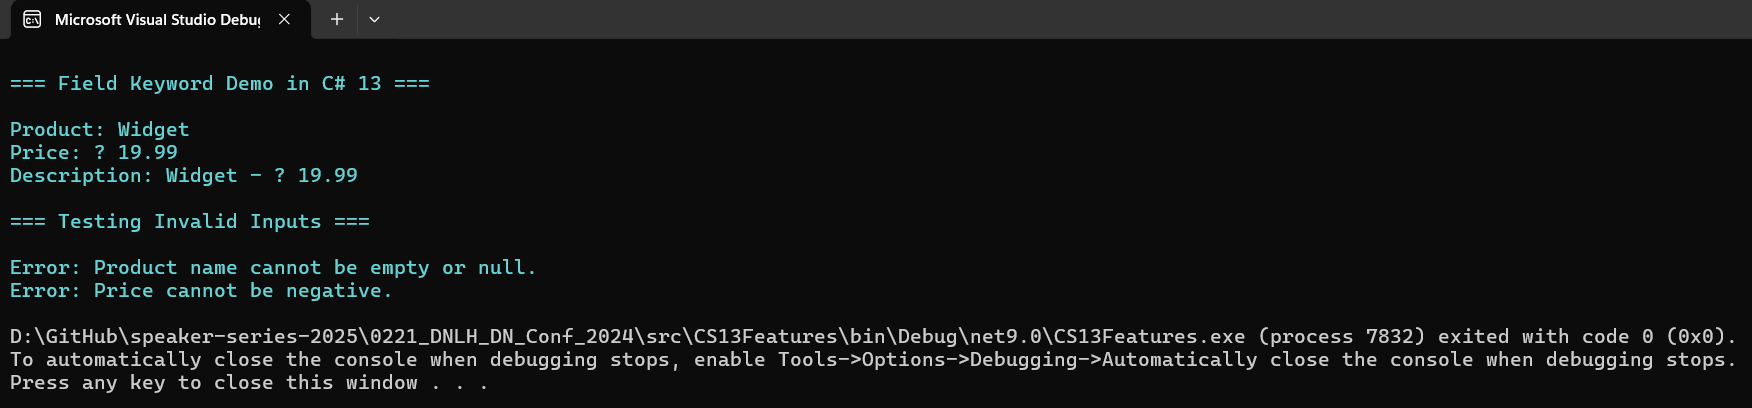 Microsoft Visual Studio Debu
=== Field Keyword Demo in C# 13 ===
Product: Widget
Price: ? 19.99
Description: Widget - ? 19.99
=== Testing Invalid Inputs ===
Error: Product name cannot be empty or null.
Error: Price cannot be negative.
D:\GitHub\speaker-series-2025\0221_DNLH_DN_Conf_2024\src\CS13Features\bin\Debug\net9.0\CS13Features.exe (process 7832) exited with code 0 (0x0).
To automatically close the console when debugging stops, enable Tools->Options->Debugging->Automatically close the console when debugging stops.
Press any key to close this window . . .